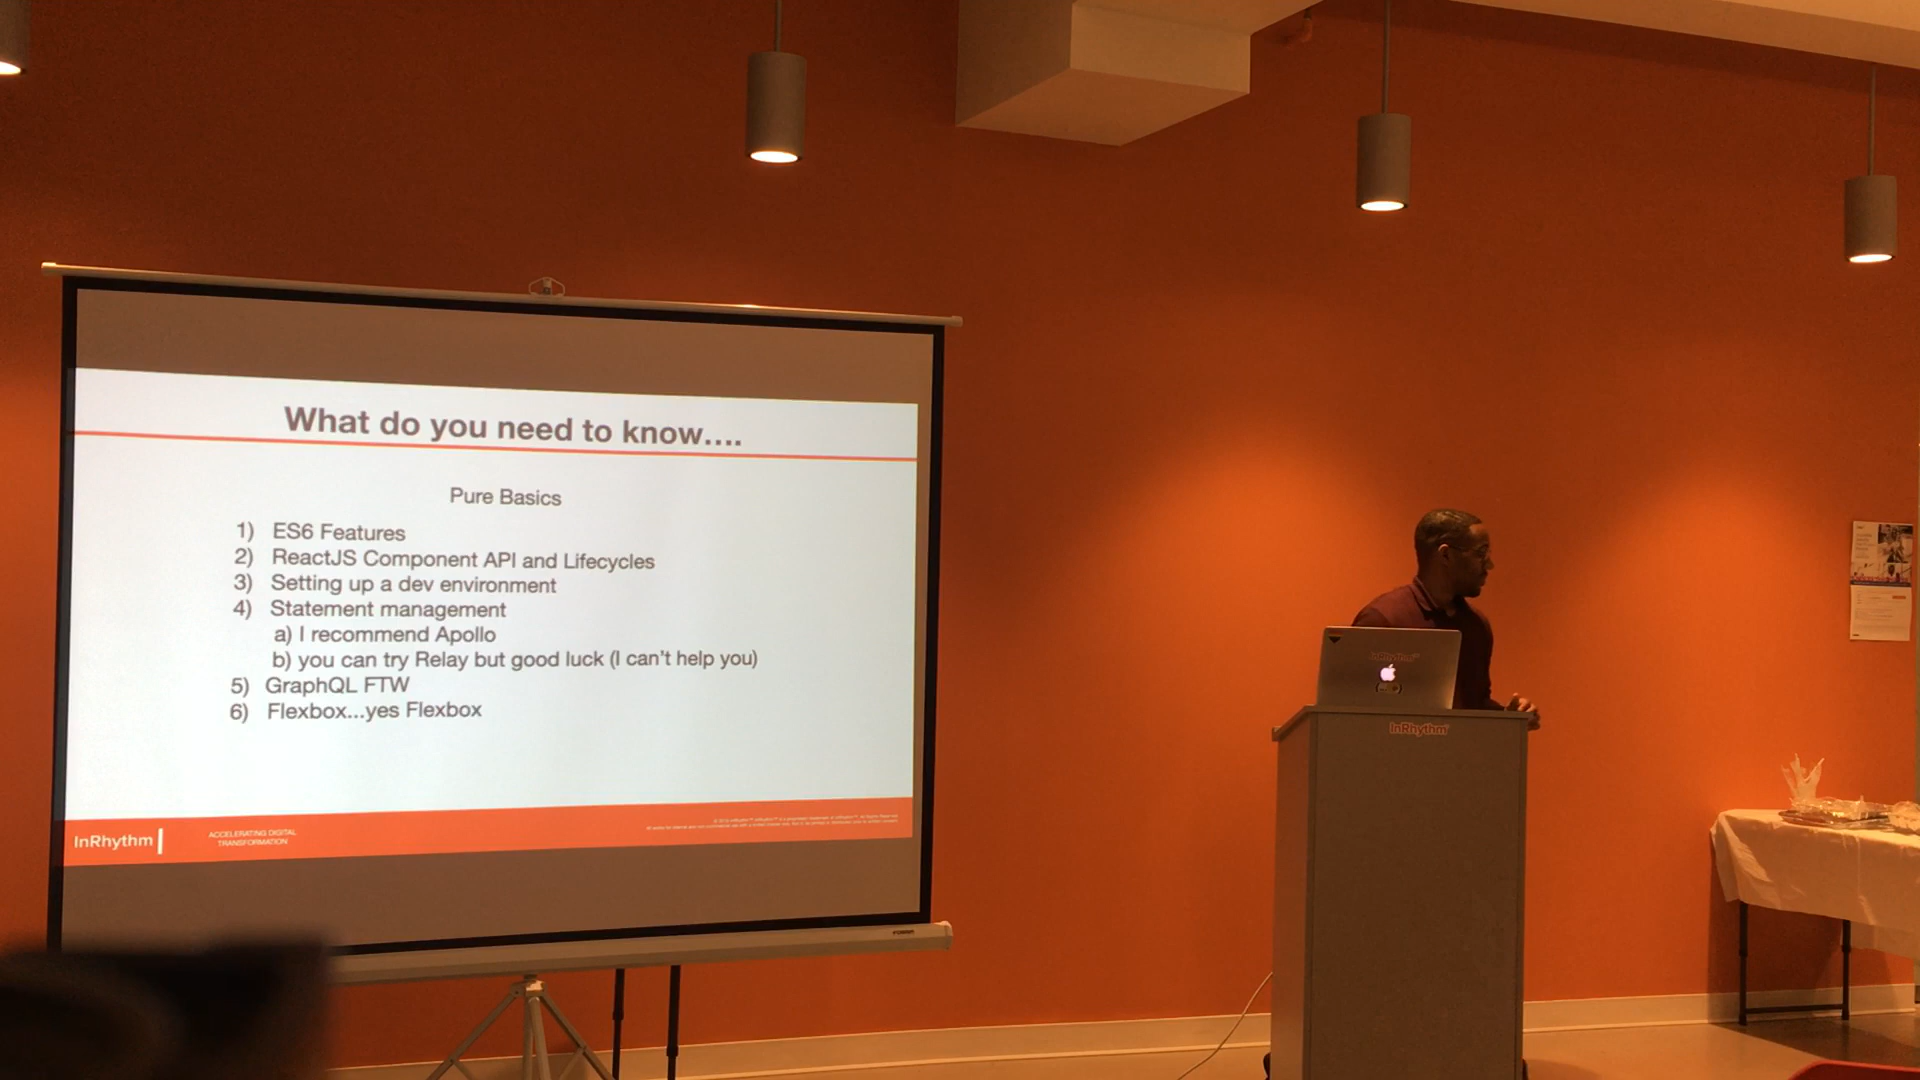 What do you need to know....
Pure Basics
1) ES6 Features
2) ReactJS Component API and Lifecycles
3) Setting up a dev environment
4) Statement management
a) I recommend Apollo
b) you can try Relay but good luck (I can't help you)
5) GraphQL FTW
6) Flexbox...yes Flexbox
InRhythm
ACCELERATING DIGITAL
TRANSFORMATION
InRhythm
InRhythm